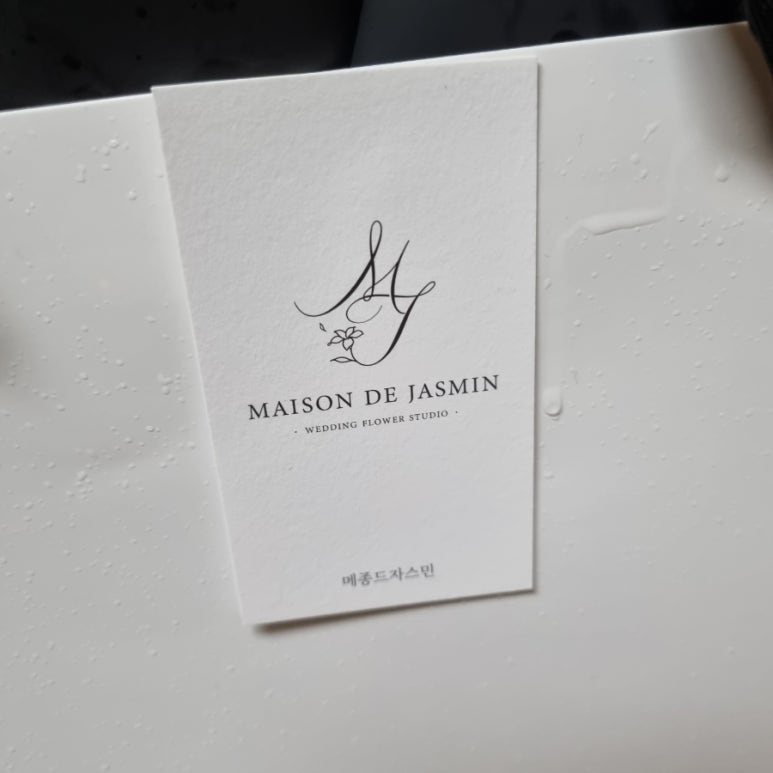 MJ
MAISON DE JASMIN
· WEDDING FLOWER STUDIO ·
메종드자스민